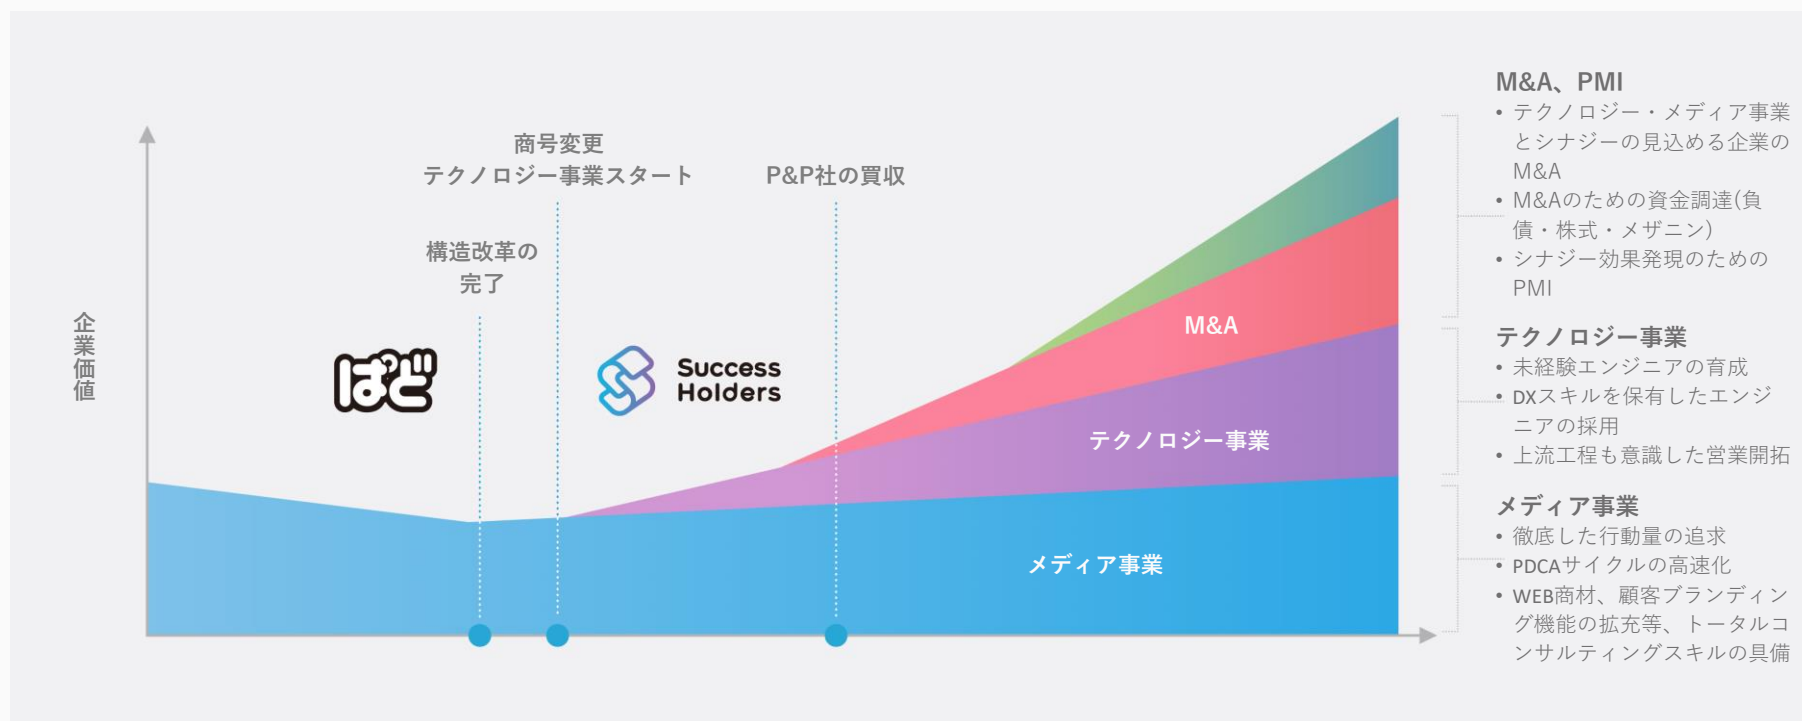 商号変更
テクノロジー事業スタート
P&P社の買収
構造改革の
完了
企業価値
ぱど
Success
Holders
M&A
テクノロジー事業
メディア事業
M&A、PMI
• テクノロジー・メディア事業
とシナジーの見込める企業の
M&A
• M&Aのための資金調達(負
債・株式・メザニン)
• シナジー効果発現のための
PMI
テクノロジー事業
• 未経験エンジニアの育成
• DXスキルを保有したエンジ
ニアの採用
• 上流工程も意識した営業開拓
メディア事業
• 徹底した行動量の追求
• PDCAサイクルの高速化
• WEB商材、顧客ブランディン
グ機能の拡充等、トータルコ
ンサルティングスキルの具備